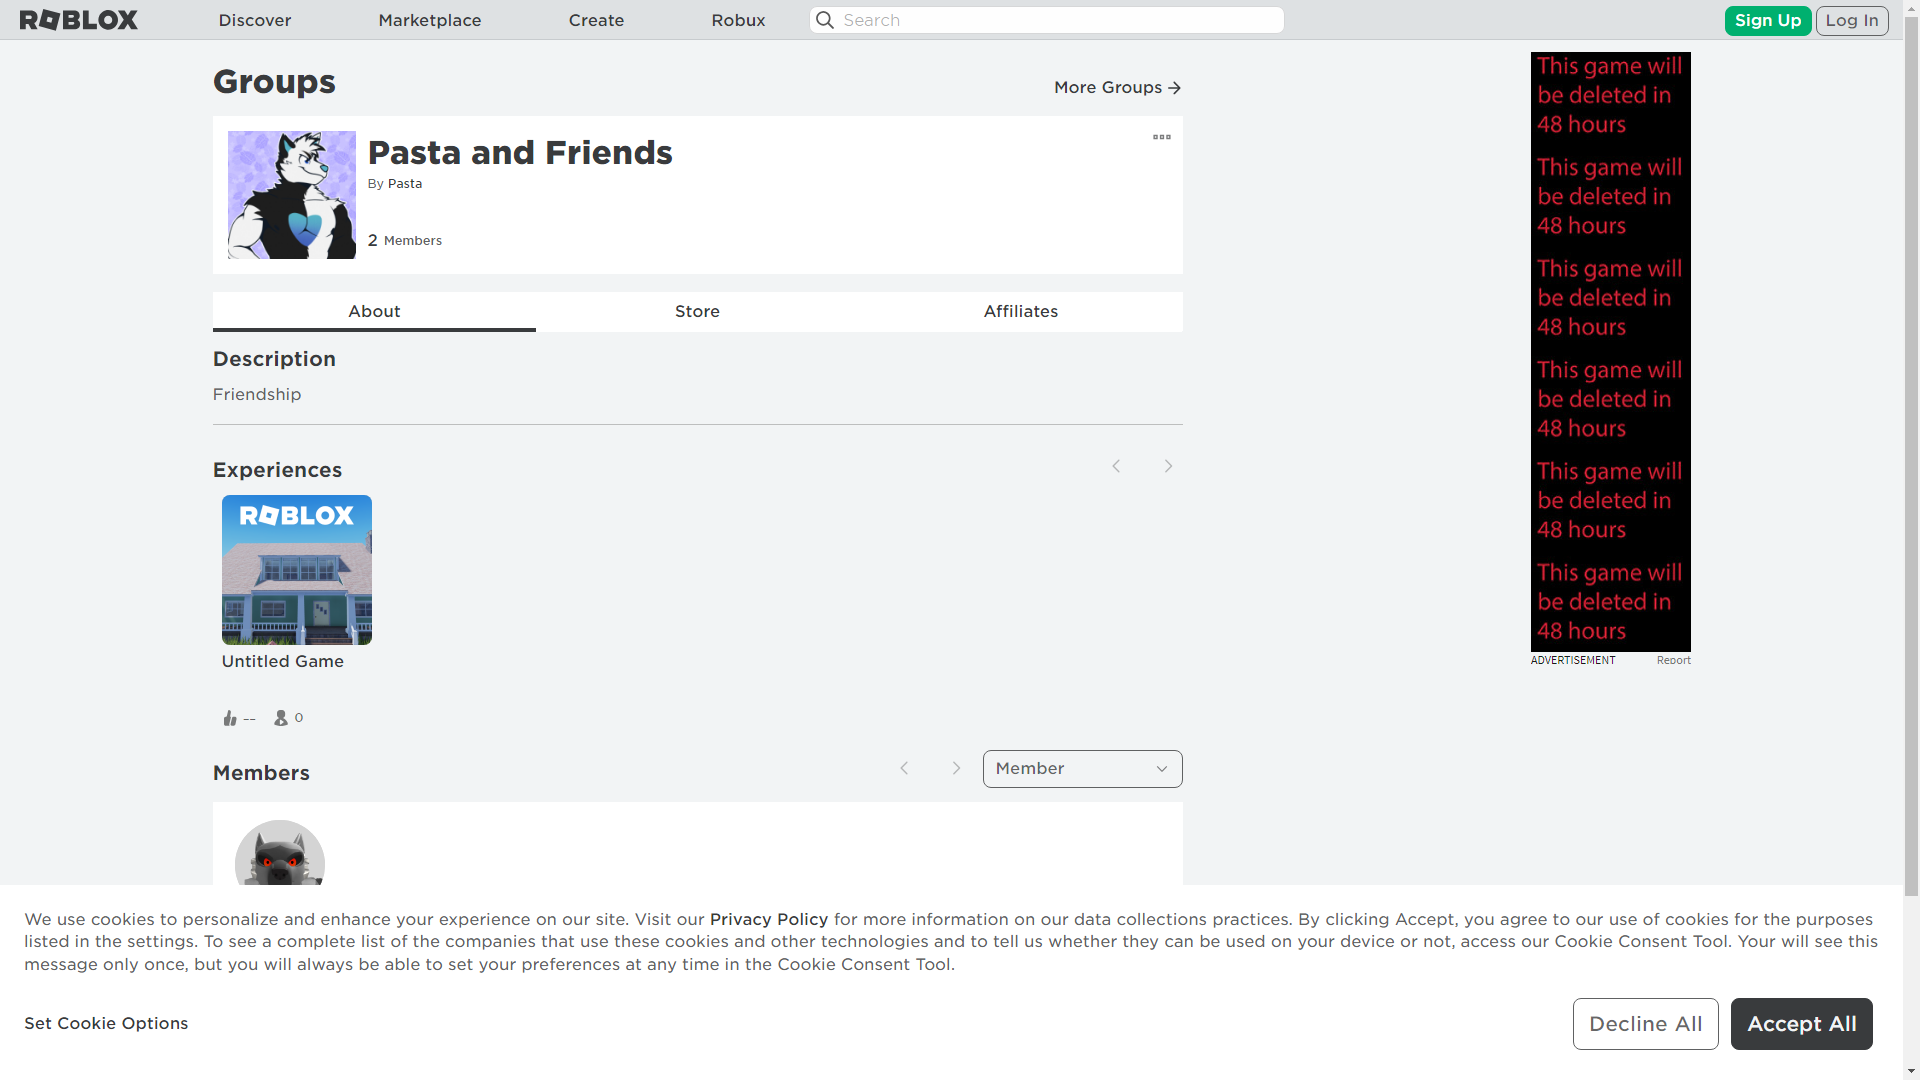 ROBLOX
Discover
Marketplace
Create
Robux
Search
Sign Up
Log In
Groups
More Groups
Pasta and Friends
By Pasta
2 Members
About
Store
Affiliates
Description
Friendship
Experiences
ROBLOX
Untitled Game
--
0
Members
Member
This game will
be deleted in
48 hours
This game will
be deleted in
48 hours
This game will
be deleted in
48 hours
This game will
be deleted in
48 hours
This game will
be deleted in
48 hours
This game will
be deleted in
48 hours
ADVERTISEMENT
Report
We use cookies to personalize and enhance your experience on our site. Visit our Privacy Policy for more information on our data collections practices. By clicking Accept, you agree to our use of cookies for the purposes
listed in the settings. To see a complete list of the companies that use these cookies and other technologies and to tell us whether they can be used on your device or not, access our Cookie Consent Tool. Your will see this
message only once, but you will always be able to set your preferences at any time in the Cookie Consent Tool.
Set Cookie Options
Decline All
Accept All